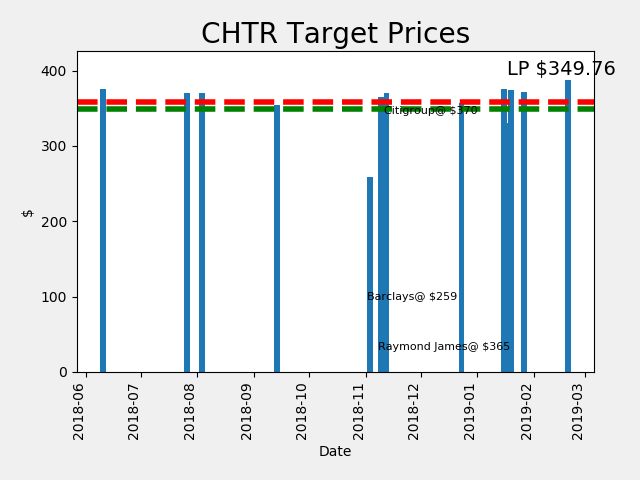 CHTR Target Prices
LP $349.76
400
Citigroup@ $370
300
$
200
100
Barclays@ $259
Raymond James@ $365
0
2018-06
2018-07
2018-08
2018-09
2018-10
2018-11
2018-12
2019-01
2019-02
2019-03
Date